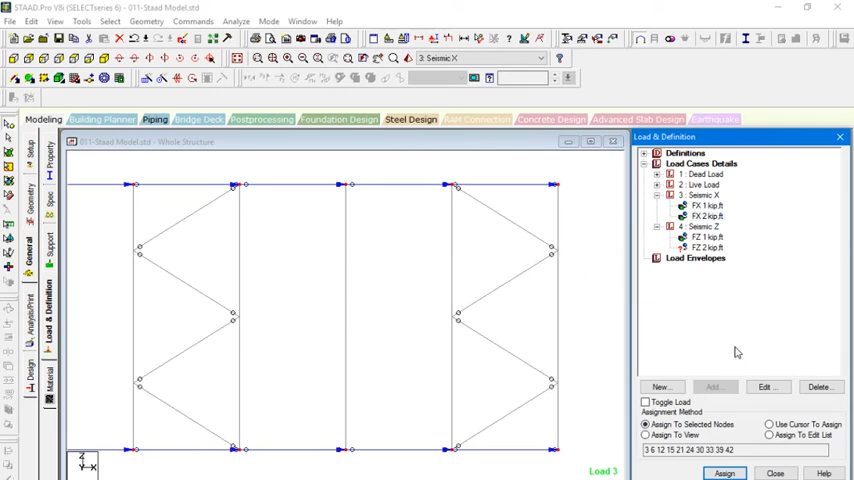 STAAD.Pro V8i (SELECTseries 6) - 011-Staad Model.std
File Edit View Tools Select Geometry Commands Analyze Mode Window Help
3: Seismic X
Modeling Building Planner Piping Bridge Deck Postprocessing Foundation Design Steel Design RAM Connection Concrete Design Advanced Slab Design Earthquake
011-Staad Model.std - Whole Structure
Load & Definition
Definitions
Load Cases Details
1 : Dead Load
2 : Live Load
3 : Seismic X
FX 1 kip,ft
FX 2 kip,ft
4 : Seismic Z
FZ 1 kip,ft
FZ 2 kip,ft
Load Envelopes
New...
Add...
Edit ...
Delete...
Toggle Load
Assignment Method
Assign To Selected Nodes
Use Cursor To Assign
Assign To View
Assign To Edit List
3 6 12 15 21 24 30 33 39 42
Assign
Close
Help
Setup
Geometry
General
Analysis/Print
Design
Property
Spec
Support
Load & Definition
Material
Z
Y X
Load 3